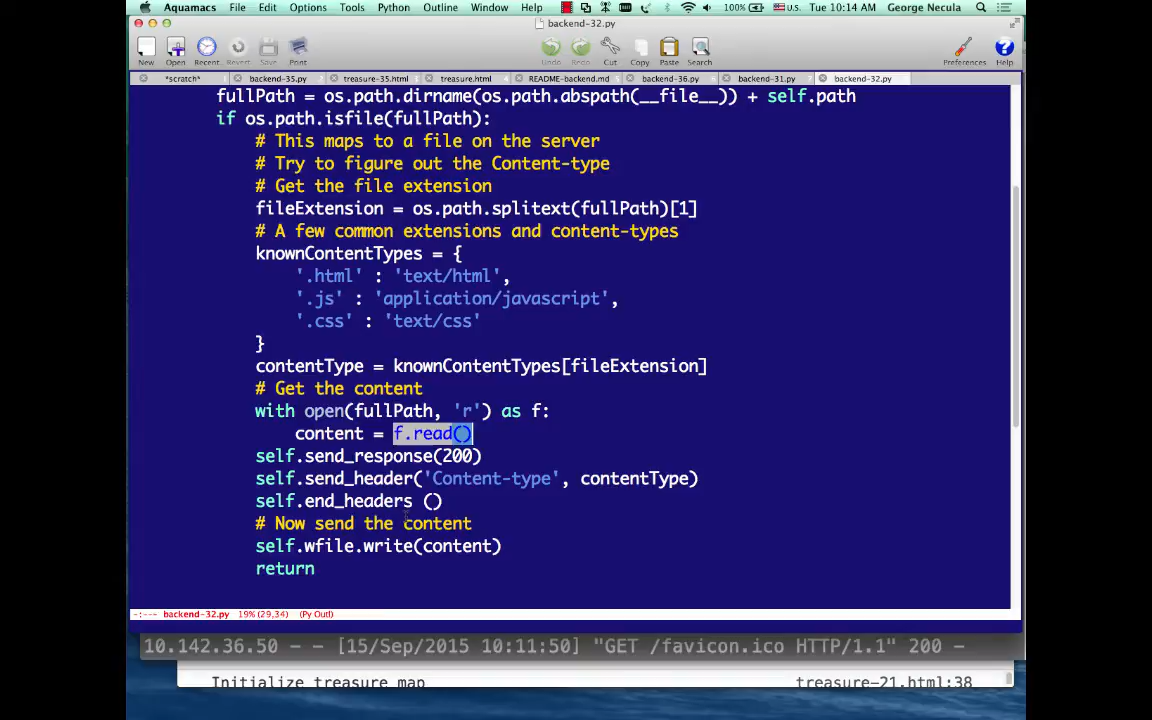 Aquamacs File Edit Options Tools Python Outline Window Help 100% U.S. Tue 10:14 AM George Necula
backend-32.py
New Open Recent Revert Save Print Undo Redo Cut Copy Paste Search Preferences Help
*scratch* backend-35.py treasure-35.html treasure.html README-backend.md backend-36.py backend-31.py backend-32.py
fullPath = os.path.dirname(os.path.abspath(__file__)) + self.path
if os.path.isfile(fullPath):
# This maps to a file on the server
# Try to figure out the Content-type
# Get the file extension
fileExtension = os.path.splitext(fullPath)[1]
# A few common extensions and content-types
knownContentTypes = {
'.html' : 'text/html',
'.js' : 'application/javascript',
'.css' : 'text/css'
}
contentType = knownContentTypes[fileExtension]
# Get the content
with open(fullPath, 'r') as f:
content = f.read()
self.send_response(200)
self.send_header('Content-type', contentType)
self.end_headers ()
# Now send the content
self.wfile.write(content)
return
-:--- backend-32.py 19% (29,34) (Py Outl)
10.142.36.50 - - [15/Sep/2015 10:11:50] "GET /favicon.ico HTTP/1.1" 200 -
Initialize treasure map treasure-21.html:38